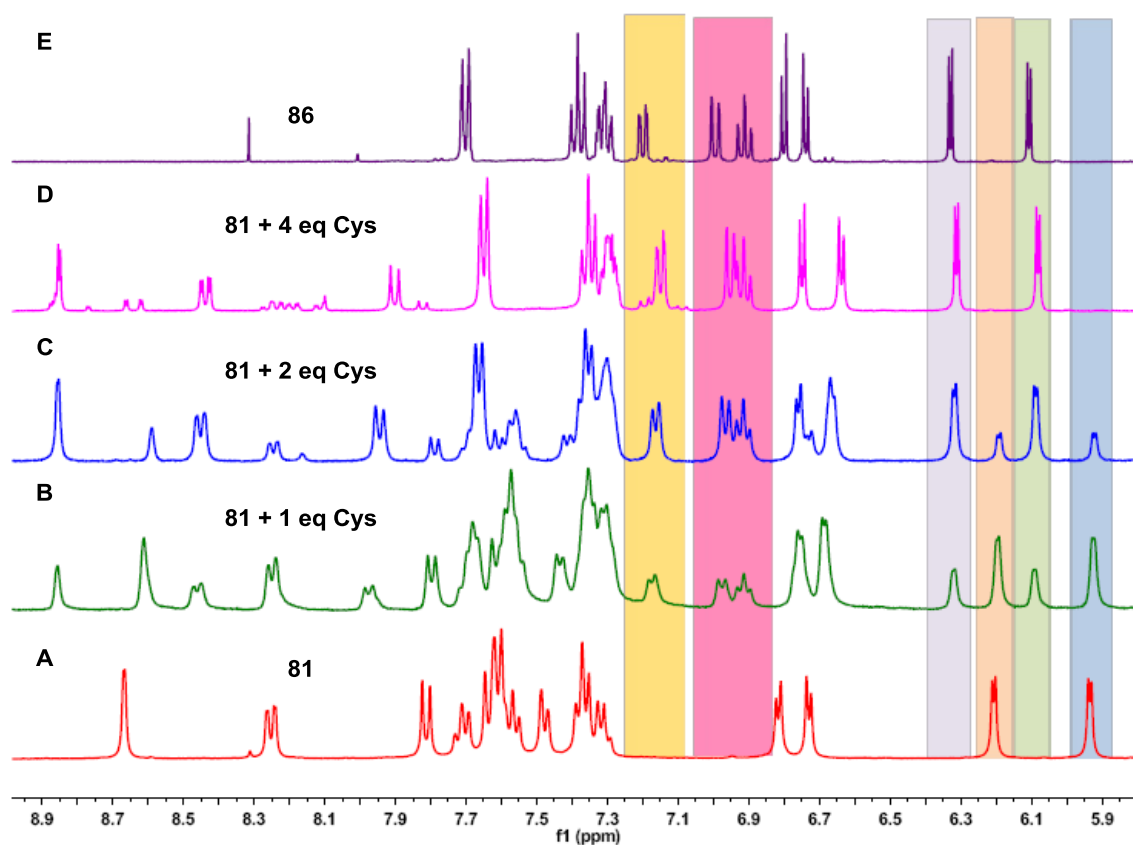 E
86
D
81 + 4 eq Cys
C
81 + 2 eq Cys
B
81 + 1 eq Cys
A
81
8.9 8.7 8.5 8.3 8.1 7.9 7.7 7.5 7.3 7.1 6.9 6.7 6.5 6.3 6.1 5.9
f1 (ppm)